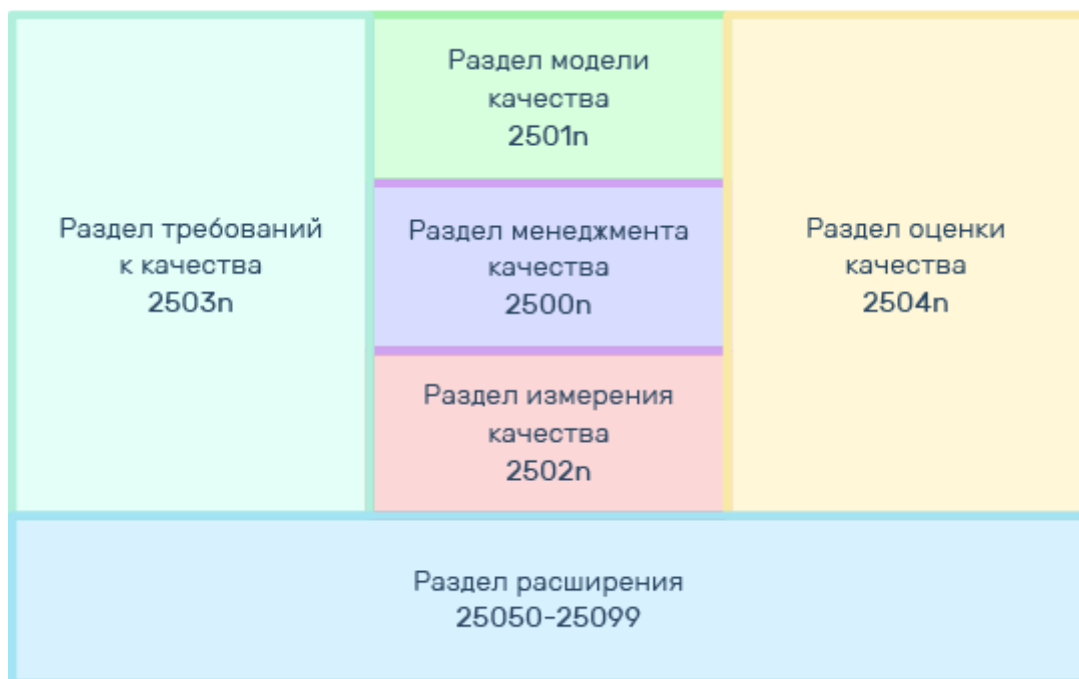 Раздел модели
качества
2501n
Раздел требований
к качества
2503n
Раздел менеджмента
качества
2500n
Раздел оценки
качества
2504n
Раздел измерения
качества
2502n
Раздел расширения
25050-25099